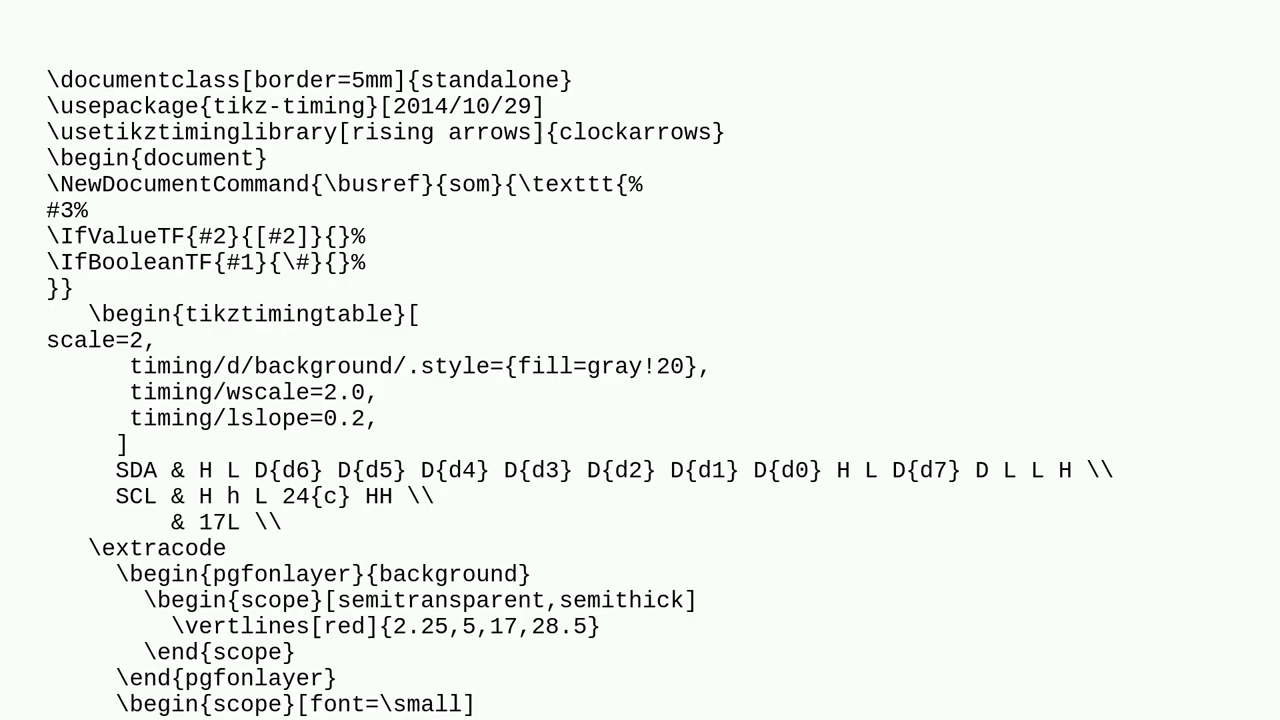 \documentclass[border=5mm]{standalone}
\usepackage{tikz-timing}[2014/10/29]
\usetikztiminglibrary[rising arrows]{clockarrows}
\begin{document}
\NewDocumentCommand{\busref}{som}{\texttt{%
#3%
\IfValueTF{#2}{[#2]}{}%
\IfBooleanTF{#1}{\#}{}%
}}
   \begin{tikztimingtable}[
scale=2,
      timing/d/background/.style={fill=gray!20},
      timing/wscale=2.0,
      timing/lslope=0.2,
     ]
     SDA & H L D{d6} D{d5} D{d4} D{d3} D{d2} D{d1} D{d0} H L D{d7} D L L H \\
     SCL & H h L 24{c} HH \\
         & 17L \\
   \extracode
     \begin{pgfonlayer}{background}
       \begin{scope}[semitransparent,semithick]
         \vertlines[red]{2.25,5,17,28.5}
       \end{scope}
     \end{pgfonlayer}
     \begin{scope}[font=\small]